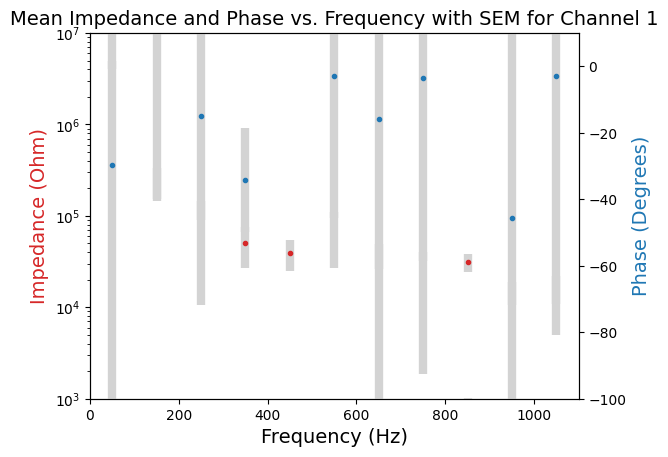 Mean Impedance and Phase vs. Frequency with SEM for Channel 1
10^7
10^6
10^5
10^4
10^3
Impedance (Ohm)
0
−20
−40
−60
−80
−100
Phase (Degrees)
0 200 400 600 800 1000
Frequency (Hz)